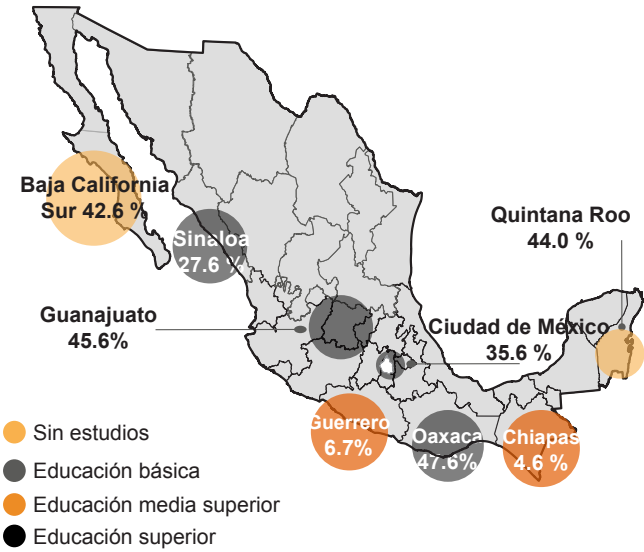 Baja California
Sur 42.6 %
Sinaloa
27.6 %
Quintana Roo
44.0 %
Guanajuato
45.6%
Ciudad de México
35.6 %
Guerrero
6.7%
Oaxaca
47.6%
Chiapas
4.6 %
Sin estudios
Educación básica
Educación media superior
Educación superior